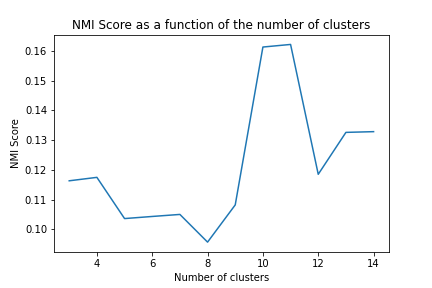 NMI Score as a function of the number of clusters
0.16
0.15
0.14
0.13
0.12
0.11
0.10
NMI Score
4 6 8 10 12 14
Number of clusters